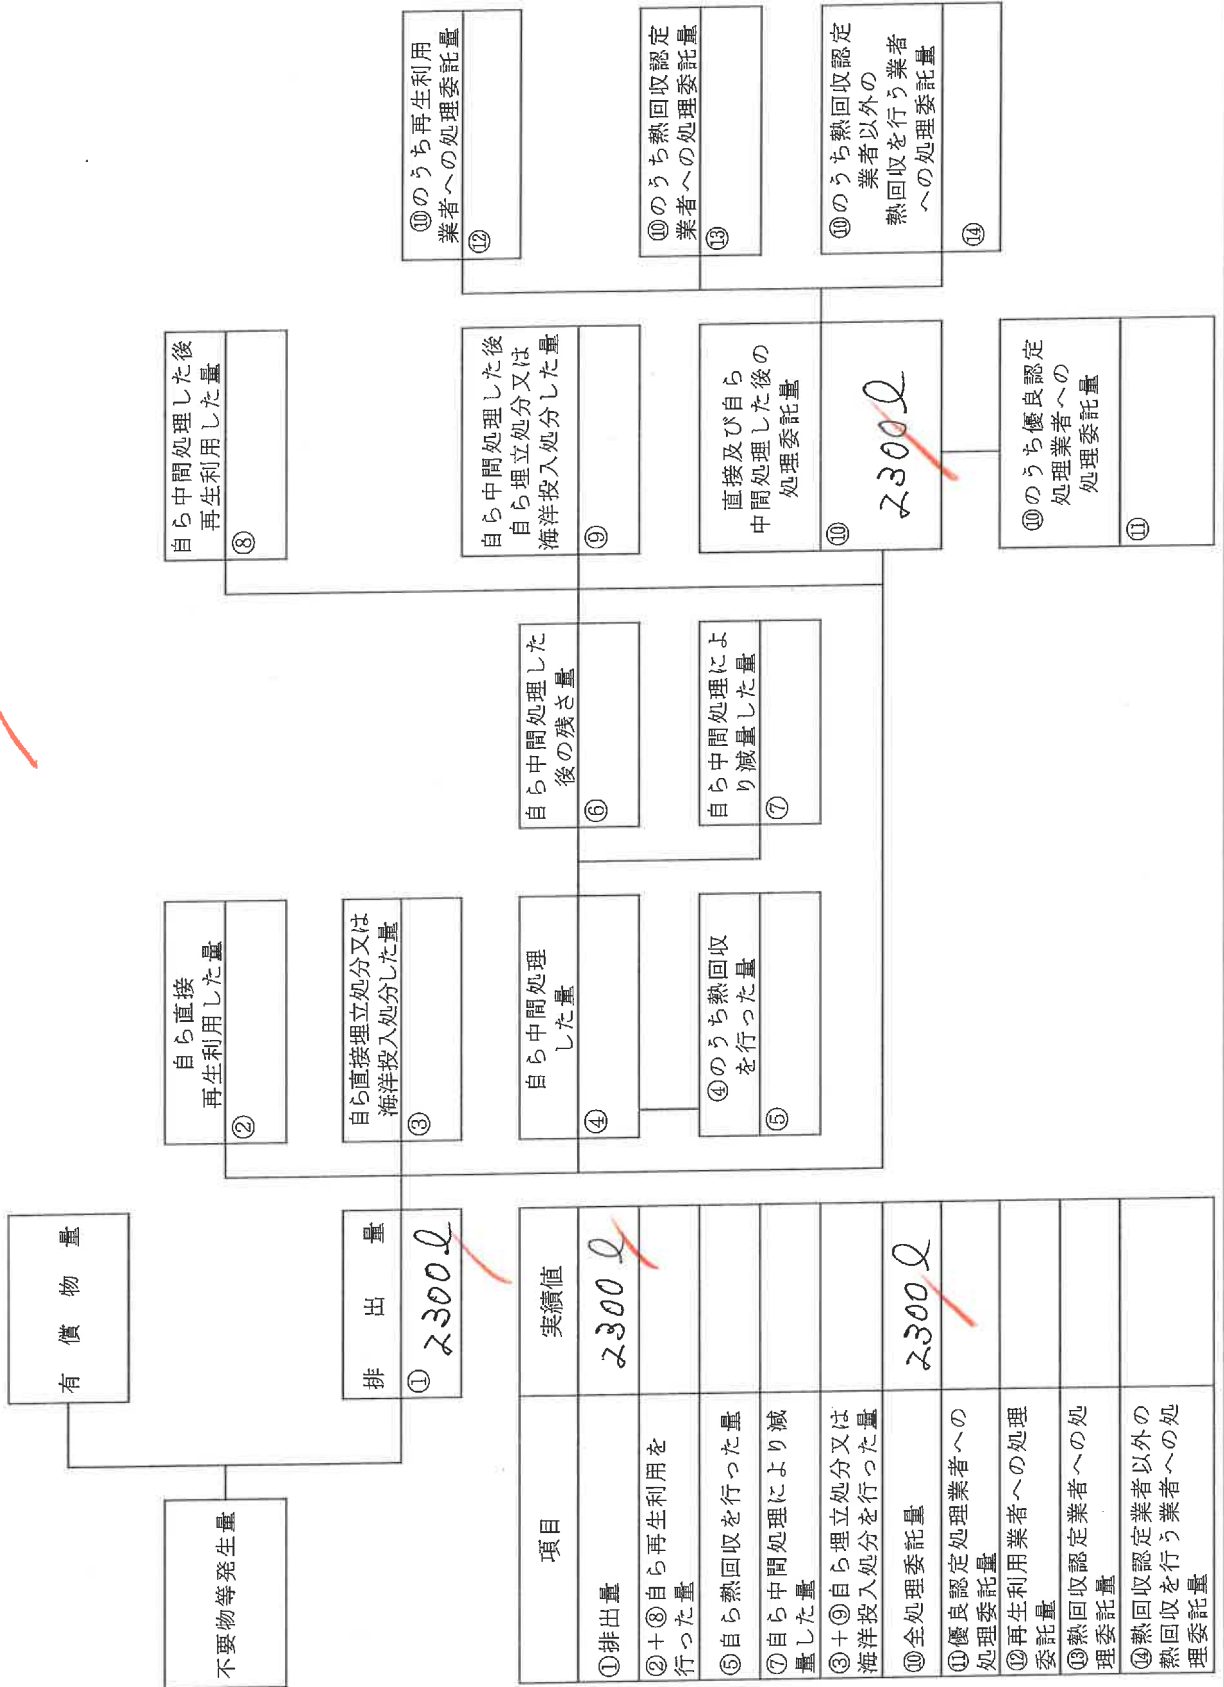 不要物等発生量
有　償　物　量
排　出　量
① 2300 ℓ
自ら直接
再生利用した量
②
自ら直接埋立処分又は
海洋投入処分した量
③
自ら中間処理
した量
④
④のうち熱回収
を行った量
⑤
自ら中間処理した
後の残さ量
⑥
自ら中間処理によ
り減量した量
⑦
自ら中間処理した後
再生利用した量
⑧
自ら中間処理した後
自ら埋立処分又は
海洋投入処分した量
⑨
直接及び自ら
中間処理した後の
処理委託量
⑩ 2300 ℓ
⑩のうち優良認定
処理業者への
処理委託量
⑪
⑩のうち再生利用
業者への処理委託量
⑫
⑩のうち熱回収認定
業者への処理委託量
⑬
⑩のうち熱回収認定
業者以外の
熱回収を行う業者
への処理委託量
⑭
項目 実績値
①排出量 2300 ℓ
②+⑧自ら再生利用を
行った量
⑤自ら熱回収を行った量
⑦自ら中間処理により減
量した量
③+⑨自ら埋立処分又は
海洋投入処分を行った量
⑩全処理委託量 2300 ℓ
⑪優良認定処理業者への
処理委託量
⑫再生利用業者への処理
委託量
⑬熱回収認定業者への処
理委託量
⑭熱回収認定業者以外の
熱回収を行う業者への処
理委託量